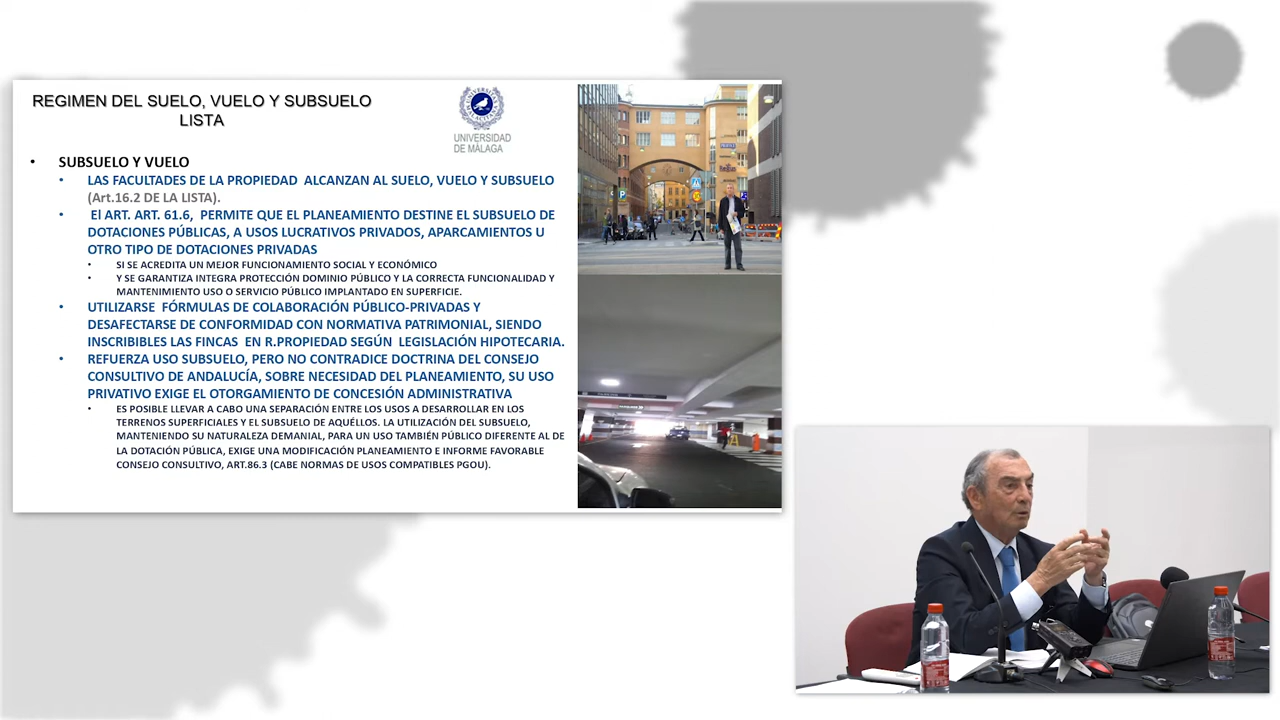 REGIMEN DEL SUELO, VUELO Y SUBSUELO
LISTA
UNIVERSIDAD
DE MÁLAGA
• SUBSUELO Y VUELO
• LAS FACULTADES DE LA PROPIEDAD ALCANZAN AL SUELO, VUELO Y SUBSUELO
(Art.16.2 DE LA LISTA).
• El ART. ART. 61.6, PERMITE QUE EL PLANEAMIENTO DESTINE EL SUBSUELO DE
DOTACIONES PÚBLICAS, A USOS LUCRATIVOS PRIVADOS, APARCAMIENTOS U
OTRO TIPO DE DOTACIONES PRIVADAS
• SI SE ACREDITA UN MEJOR FUNCIONAMIENTO SOCIAL Y ECONÓMICO
• Y SE GARANTIZA INTEGRA PROTECCIÓN DOMINIO PÚBLICO Y LA CORRECTA FUNCIONALIDAD Y
MANTENIMIENTO USO O SERVICIO PÚBLICO IMPLANTADO EN SUPERFICIE.
• UTILIZARSE FÓRMULAS DE COLABORACIÓN PÚBLICO-PRIVADAS Y
DESAFECTARSE DE CONFORMIDAD CON NORMATIVA PATRIMONIAL, SIENDO
INSCRIBIBLES LAS FINCAS EN R.PROPIEDAD SEGÚN LEGISLACIÓN HIPOTECARIA.
• REFUERZA USO SUBSUELO, PERO NO CONTRADICE DOCTRINA DEL CONSEJO
CONSULTIVO DE ANDALUCÍA, SOBRE NECESIDAD DEL PLANEAMIENTO, SU USO
PRIVATIVO EXIGE EL OTORGAMIENTO DE CONCESIÓN ADMINISTRATIVA
• ES POSIBLE LLEVAR A CABO UNA SEPARACIÓN ENTRE LOS USOS A DESARROLLAR EN LOS
TERRENOS SUPERFICIALES Y EL SUBSUELO DE AQUÉLLOS. LA UTILIZACIÓN DEL SUBSUELO,
MANTENIENDO SU NATURALEZA DEMANIAL, PARA UN USO TAMBIÉN PÚBLICO DIFERENTE AL DE
LA DOTACIÓN PÚBLICA, EXIGE UNA MODIFICACIÓN PLANEAMIENTO E INFORME FAVORABLE
CONSEJO CONSULTIVO, ART.86.3 (CABE NORMAS DE USOS COMPATIBLES PGOU).